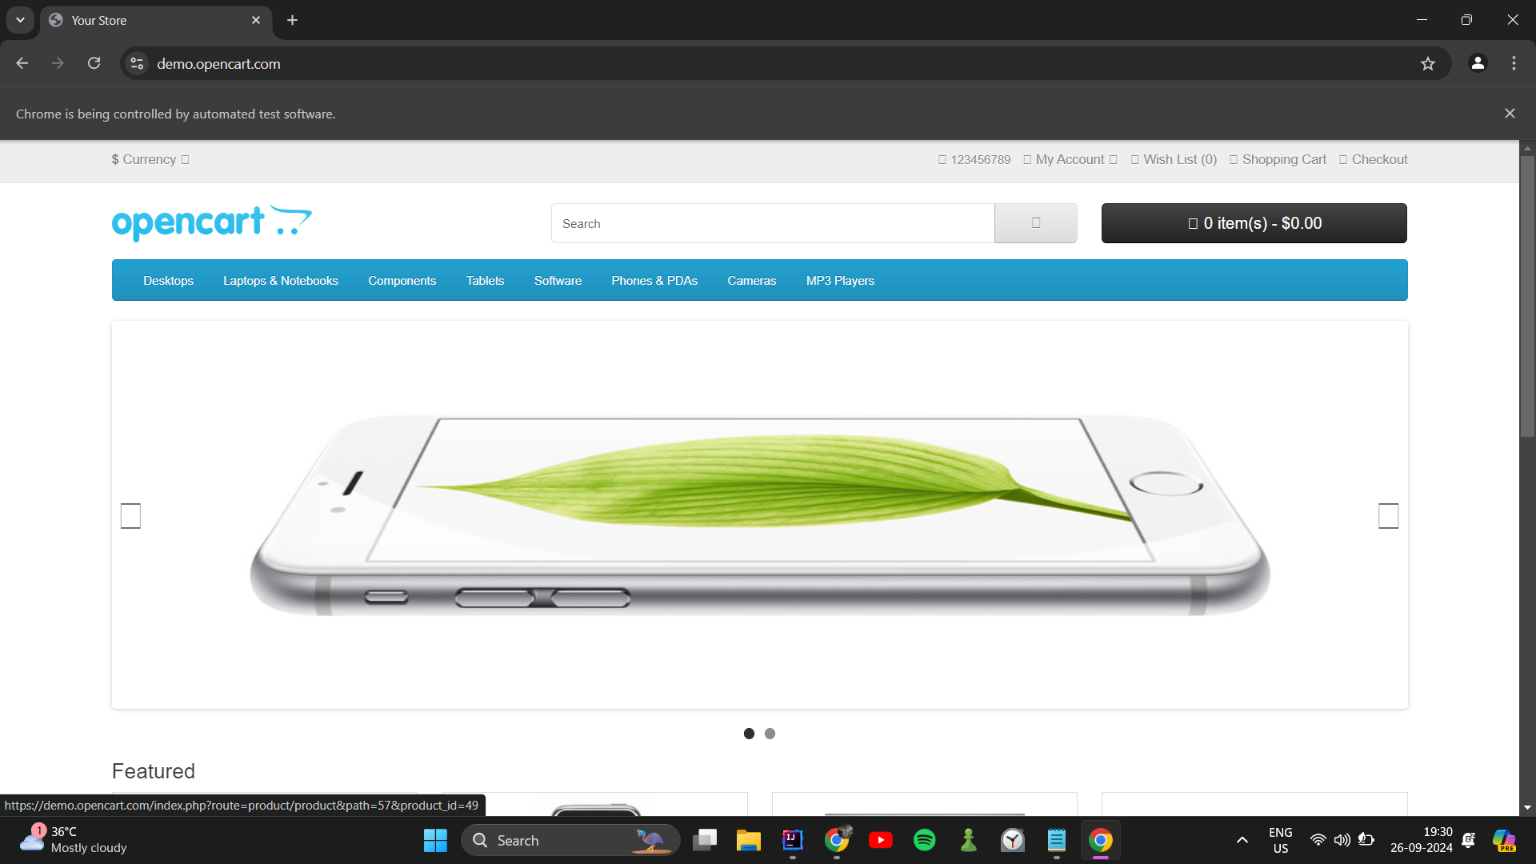 Your Store
demo.opencart.com
Chrome is being controlled by automated test software.
$ Currency
123456789 My Account Wish List (0) Shopping Cart Checkout
opencart
Search
0 item(s) - $0.00
Desktops Laptops & Notebooks Components Tablets Software Phones & PDAs Cameras MP3 Players
Featured
https://demo.opencart.com/index.php?route=product/product&path=57&product_id=49
1
36°C
Mostly cloudy
Search
IJ
ENG
US
19:30
26-09-2024
PRE